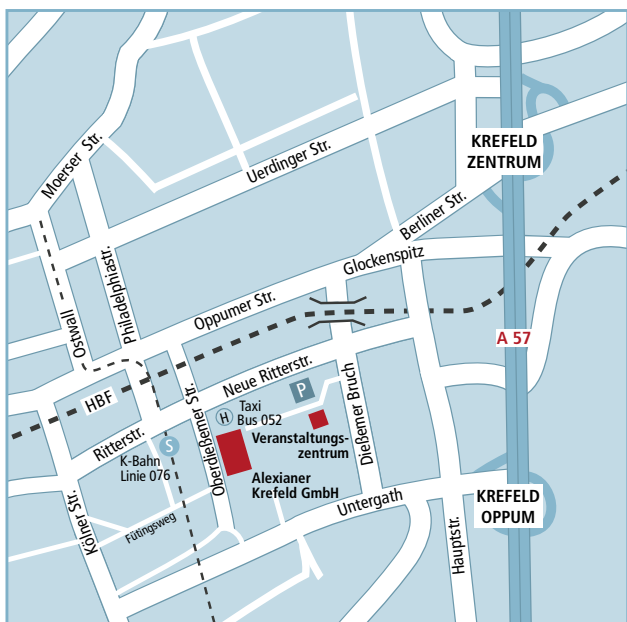 Moerser Str.
KREFELD
ZENTRUM
Uerdinger Str.
Berliner Str.
Glockenspitz
Philadelphiastr.
Ostwall
Oppumer Str.
A 57
HBF
Neue Ritterstr.
P
H
Taxi
Bus 052
Veranstaltungs-
zentrum
Dießemer Bruch
Oberdießemer Str.
Ritterstr.
S
K-Bahn
Linie 076
Alexianer
Krefeld GmbH
KREFELD
OPPUM
Untergath
Kölner Str.
Fütingsweg
Hauptstr.